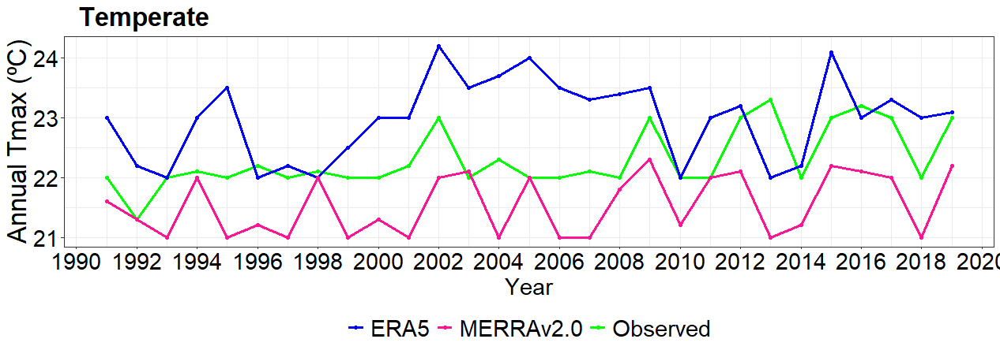 Temperate
Annual Tmax (ºC)
24
23
22
21
1990 1992 1994 1996 1998 2000 2002 2004 2006 2008 2010 2012 2014 2016 2018 2020
Year
ERA5 MERRAv2.0 Observed